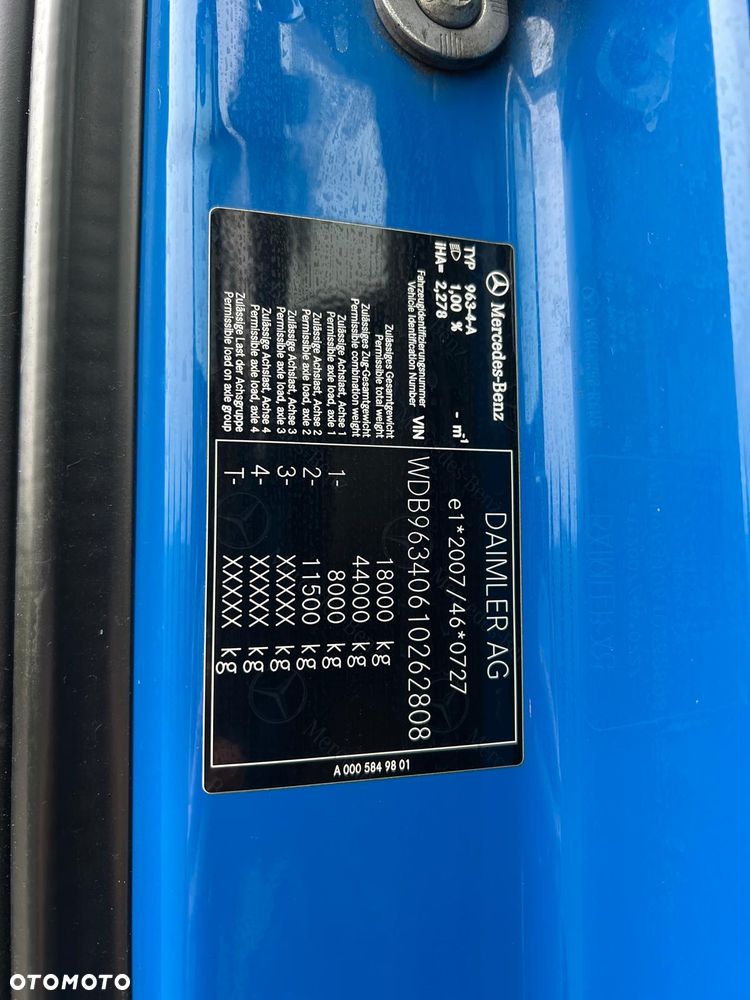 Mercedes-Benz
TYP 963-4-A
1,00 % - m⁻¹
IHA= 2,278
DAIMLER AG
e1*2007/46*0727
Fahrzeugidentifizierungsnummer
Vehicle Identification Number VIN WDB96340610262808
Zulässiges Gesamtgewicht
Permissible total weight 18000 kg
Zulässiges Zug-Gesamtgewicht
Permissible combination weight 44000 kg
Zulässige Achslast, Achse 1
Permissible axle load, axle 1 1- 8000 kg
Zulässige Achslast, Achse 2
Permissible axle load, axle 2 2- 11500 kg
Zulässige Achslast, Achse 3
Permissible axle load, axle 3 3- XXXXX kg
Zulässige Achslast, Achse 4
Permissible axle load, axle 4 4- XXXXX kg
Zulässige Last der Achsgruppe
Permissible load on axle group T- XXXXX kg
A 000 584 98 01
OTOMOTO